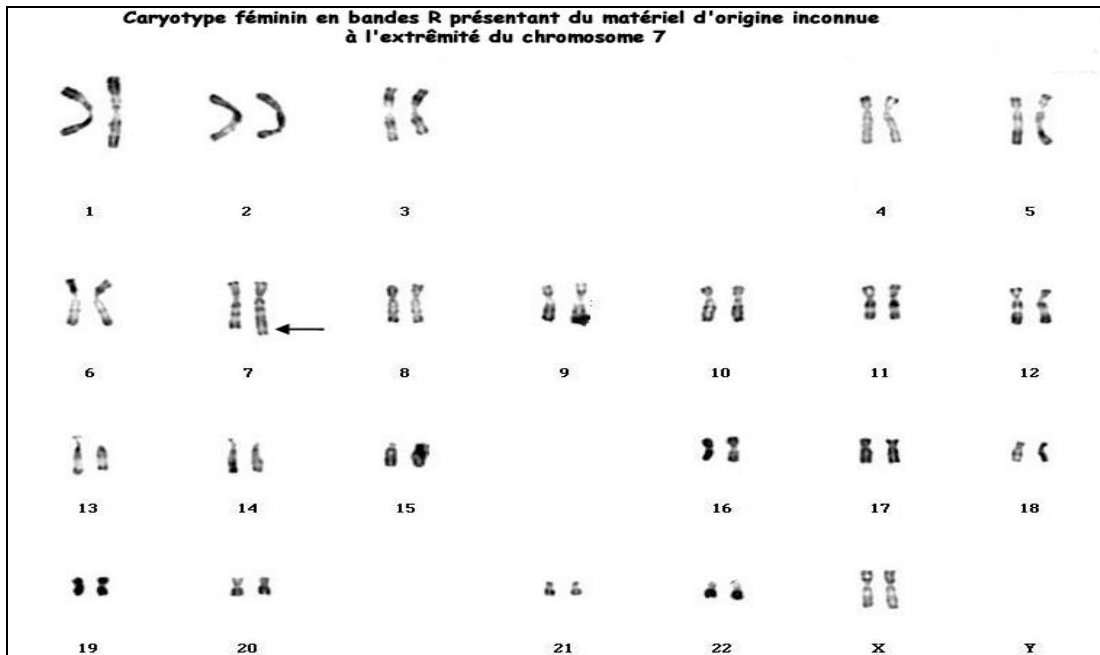 Caryotype féminin en bandes R présentant du matériel d'origine inconnue
à l'extrêmité du chromosome 7
1 2 3 4 5
6 7 8 9 10 11 12
13 14 15 16 17 18
19 20 21 22 X Y